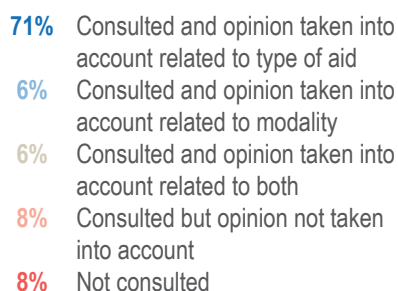 71% Consulted and opinion taken into
account related to type of aid
6% Consulted and opinion taken into
account related to modality
6% Consulted and opinion taken into
account related to both
8% Consulted but opinion not taken
into account
8% Not consulted